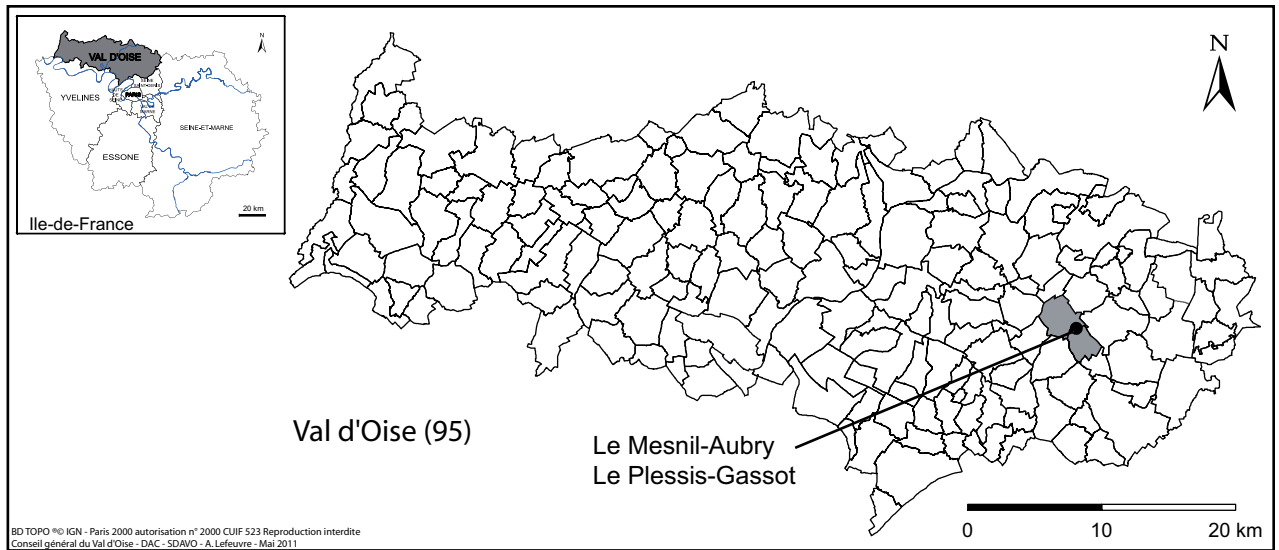 N
VAL D'OISE
YVELINES
PARIS
SEINE-ET-MARNE
ESSONE
20 km
Ile-de-France
N
Val d'Oise (95)
Le Mesnil-Aubry
Le Plessis-Gassot
0 10 20 km
BD TOPO ®© IGN - Paris 2000 autorisation n° 2000 CUIF 523 Reproduction interdite
Conseil général du Val d'Oise - DAC - SDAVO - A. Lefeuvre - Mai 2011